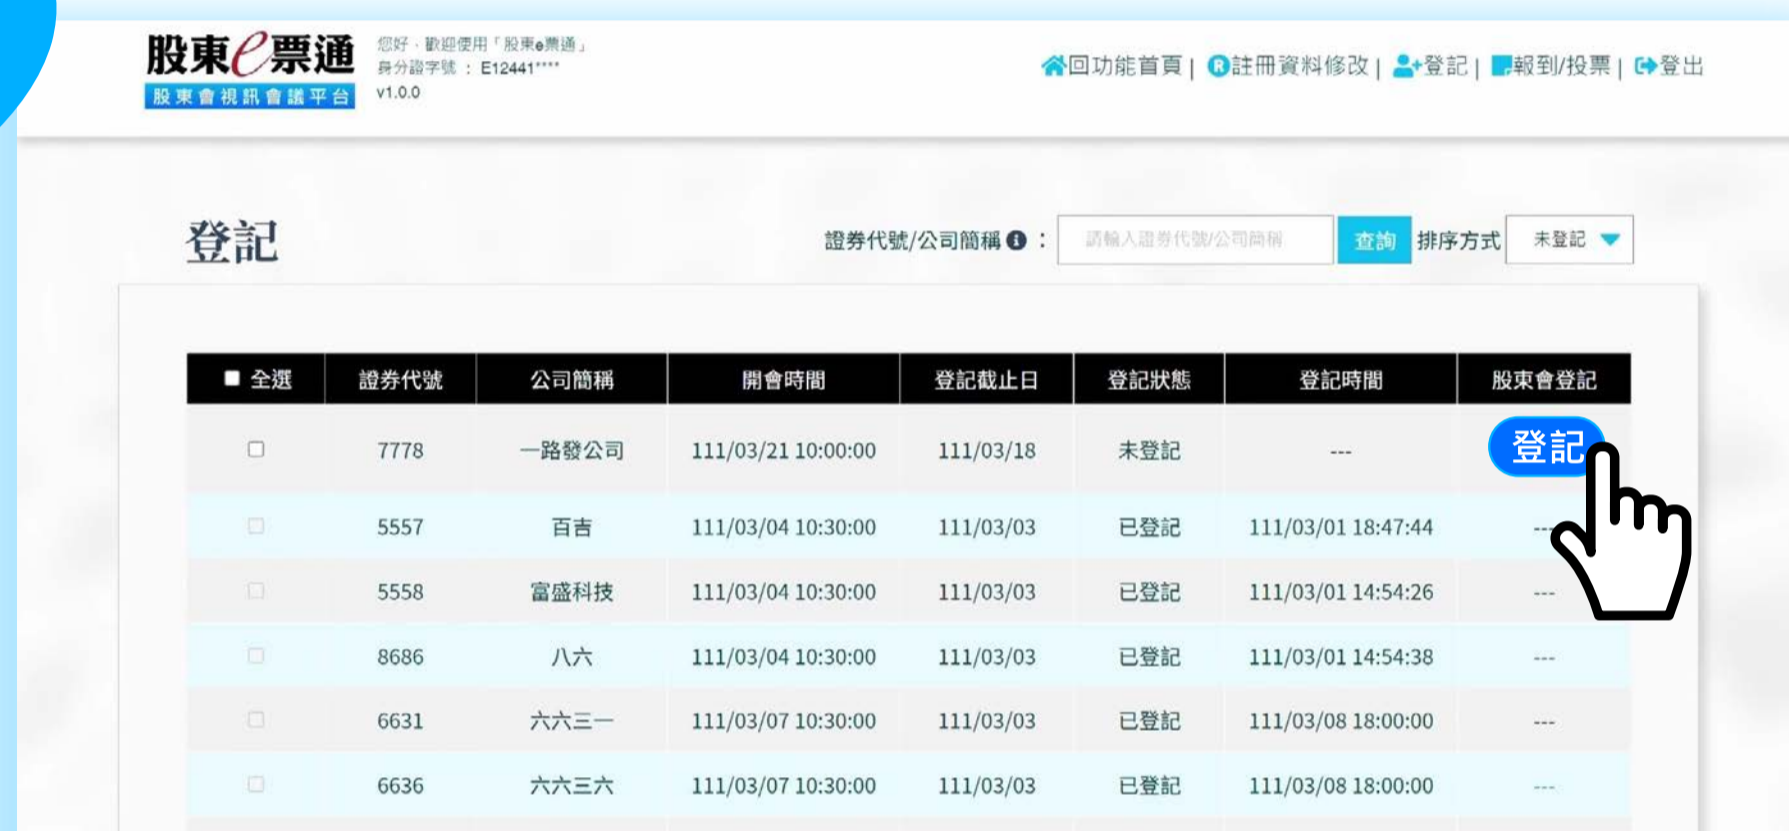 股東e票通
股東會視訊會議平台
您好，歡迎使用「股東e票通」
身分證字號 : E12441****
v1.0.0
回功能首頁 | R註冊資料修改 | 登記 | 報到/投票 | 登出
登記
證券代號/公司簡稱 : 請輸入證券代號/公司簡稱 查詢 排序方式 未登記
全選 證券代號 公司簡稱 開會時間 登記截止日 登記狀態 登記時間 股東會登記
7778 一路發公司 111/03/21 10:00:00 111/03/18 未登記 --- 登記
5557 百吉 111/03/04 10:30:00 111/03/03 已登記 111/03/01 18:47:44 ---
5558 富盛科技 111/03/04 10:30:00 111/03/03 已登記 111/03/01 14:54:26 ---
8686 八六 111/03/04 10:30:00 111/03/03 已登記 111/03/01 14:54:38 ---
6631 六六三一 111/03/07 10:30:00 111/03/03 已登記 111/03/08 18:00:00 ---
6636 六六三六 111/03/07 10:30:00 111/03/03 已登記 111/03/08 18:00:00 ---